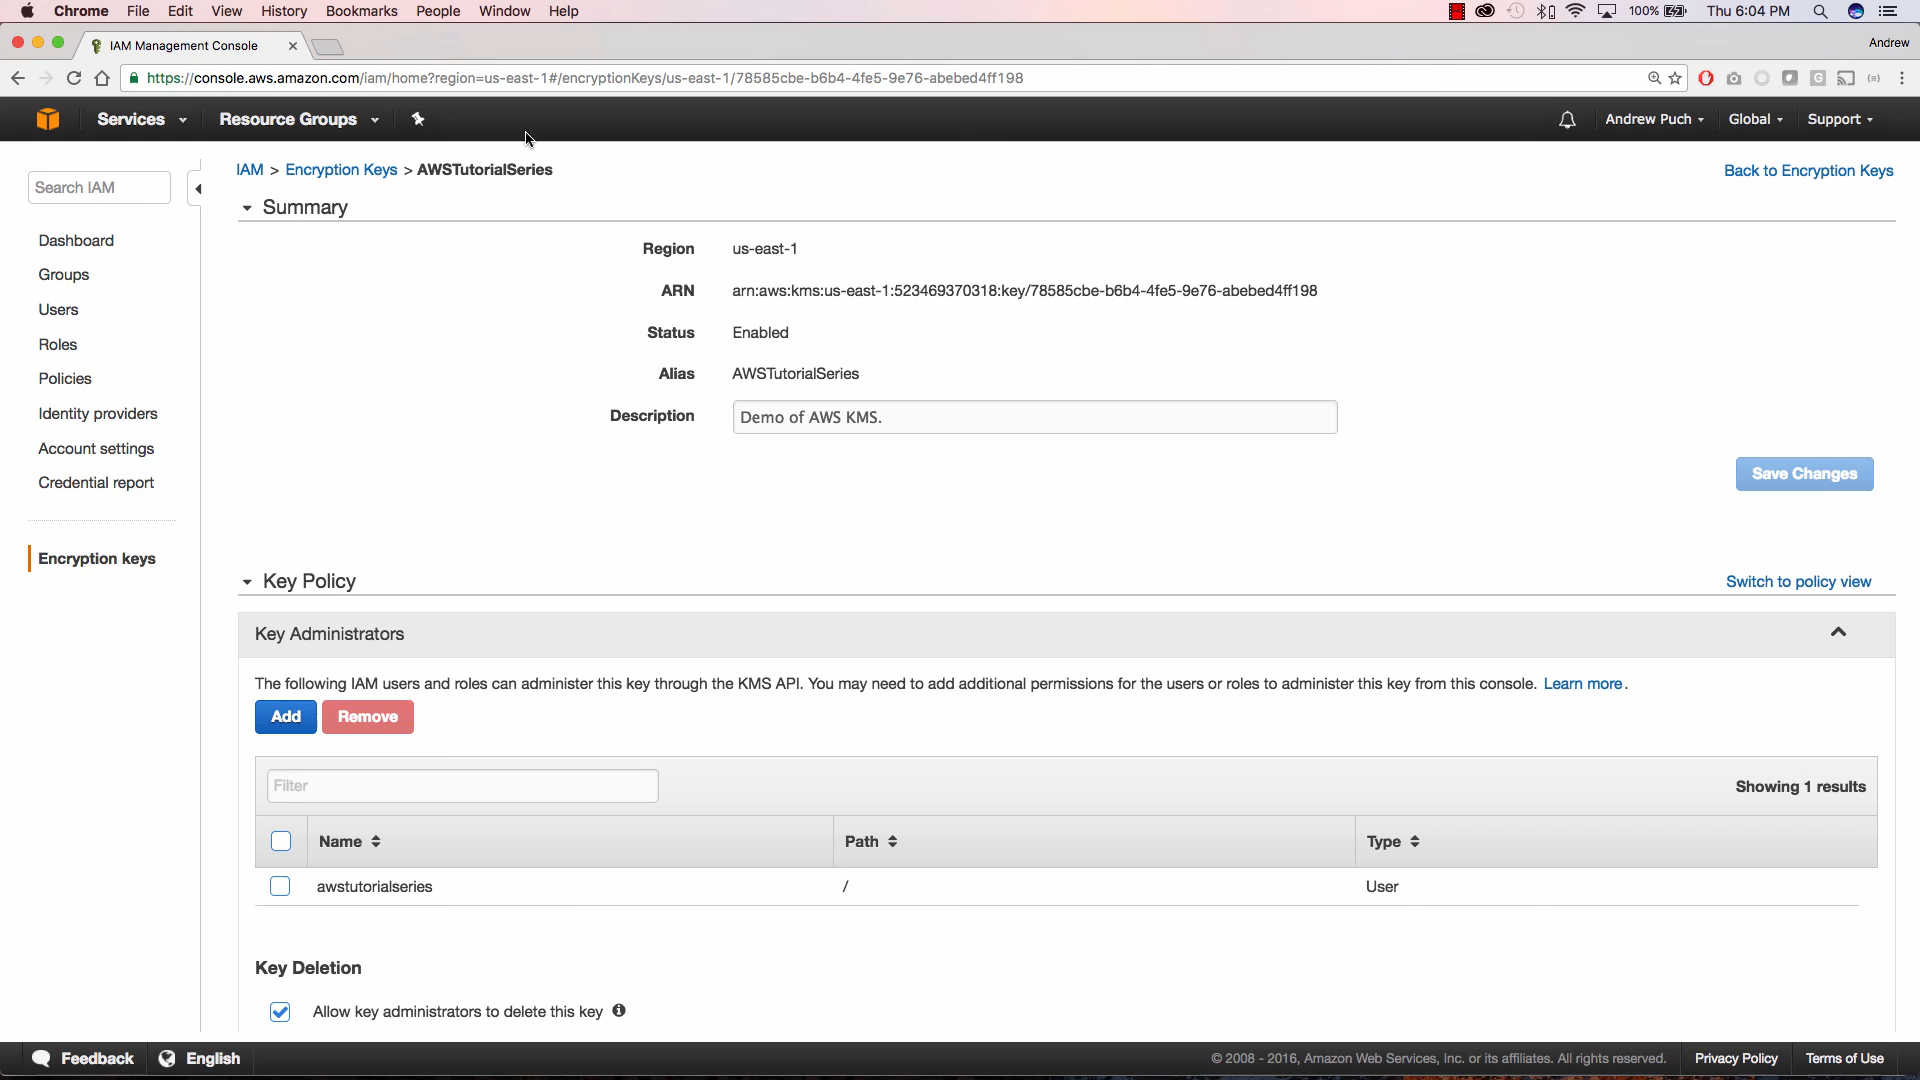 Chrome File Edit View History Bookmarks People Window Help 100% Thu 6:04 PM
IAM Management Console Andrew
https://console.aws.amazon.com/iam/home?region=us-east-1#/encryptionKeys/us-east-1/78585cbe-b6b4-4fe5-9e76-abebed4ff198
Services Resource Groups Andrew Puch Global Support
IAM > Encryption Keys > AWSTutorialSeries Back to Encryption Keys
Search IAM
Summary
Dashboard
Groups
Users
Roles
Policies
Identity providers
Account settings
Credential report
Encryption keys
Region us-east-1
ARN arn:aws:kms:us-east-1:523469370318:key/78585cbe-b6b4-4fe5-9e76-abebed4ff198
Status Enabled
Alias AWSTutorialSeries
Description Demo of AWS KMS.
Save Changes
Key Policy Switch to policy view
Key Administrators
The following IAM users and roles can administer this key through the KMS API. You may need to add additional permissions for the users or roles to administer this key from this console. Learn more.
Add Remove
Filter Showing 1 results
Name Path Type
awstutorialseries / User
Key Deletion
Allow key administrators to delete this key
Feedback English © 2008 - 2016, Amazon Web Services, Inc. or its affiliates. All rights reserved. Privacy Policy Terms of Use